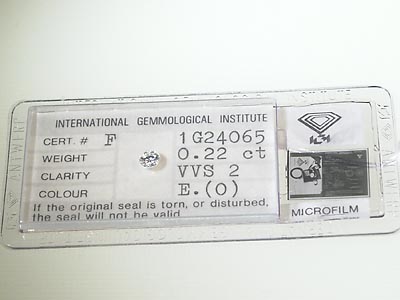 INTERNATIONAL GEMMOLOGICAL INSTITUTE
CERT. # F 1G24065
WEIGHT 0.22 ct
CLARITY VVS 2
COLOUR E.(O)
If the original seal is torn, or disturbed,
the seal will not be valid
MICROFILM
ANTWERP